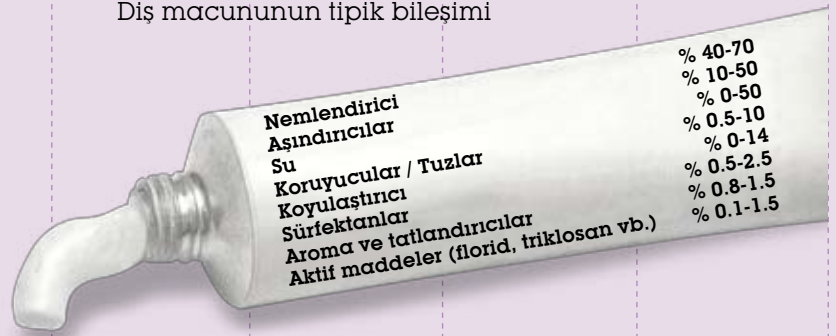 Diş macununun tipik bileşimi
Nemlendirici % 40-70
Aşındırıcılar % 10-50
Su % 0-50
Koruyucular / Tuzlar % 0.5-10
Koyulaştırıcı % 0-14
Sürfektanlar % 0.5-2.5
Aroma ve tatlandırıcılar % 0.8-1.5
Aktif maddeler (florid, triklosan vb.) % 0.1-1.5